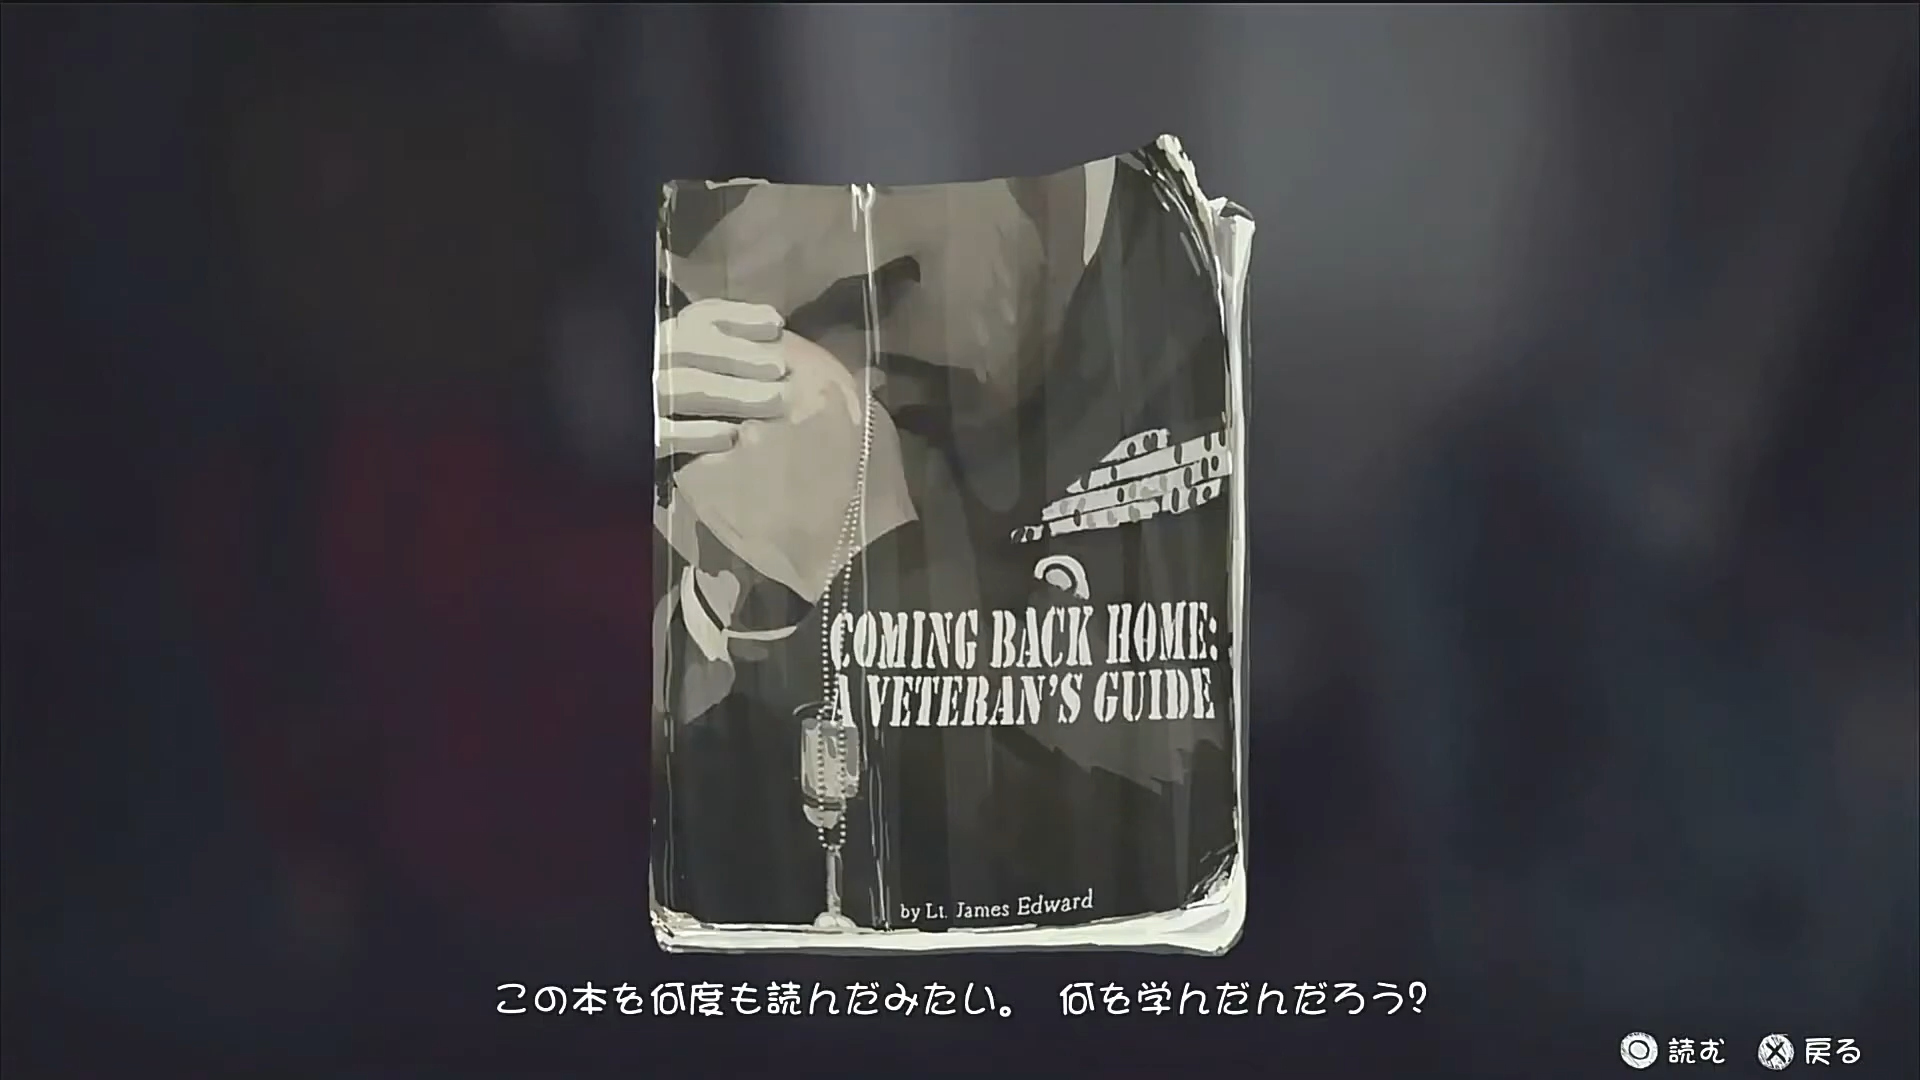 COMING BACK HOME:
A VETERAN'S GUIDE
by Lt. James Edward
この本を何度も読んだみたい。 何を学んだんだろう?
読む 戻る